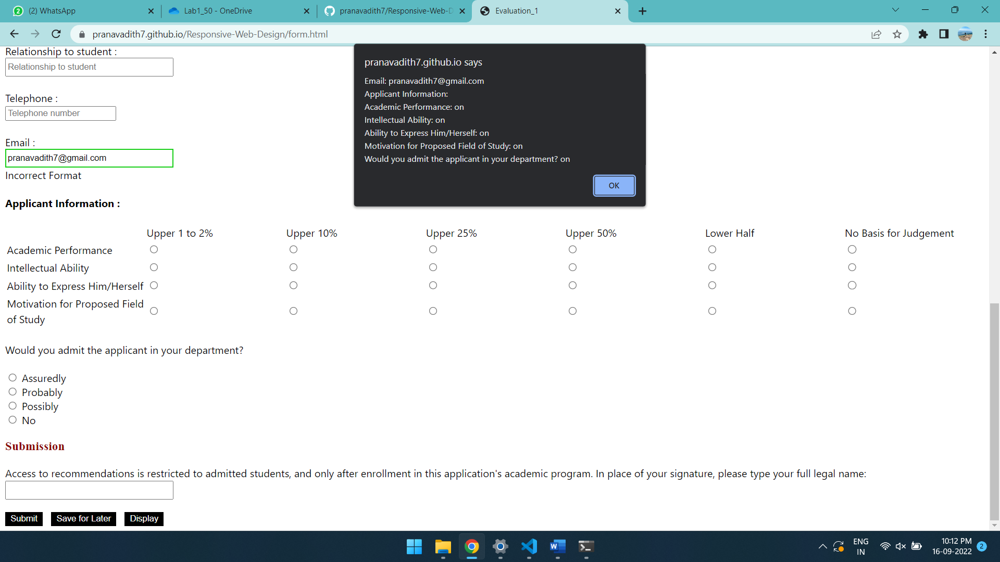 (2) WhatsApp
Lab1_50 - OneDrive
pranavadith7/Responsive-Web-D
Evaluation_1
pranavadith7.github.io/Responsive-Web-Design/form.html
Relationship to student :
Relationship to student
Telephone :
Telephone number
Email :
pranavadith7@gmail.com
Incorrect Format
pranavadith7.github.io says
Email: pranavadith7@gmail.com
Applicant Information:
Academic Performance: on
Intellectual Ability: on
Ability to Express Him/Herself: on
Motivation for Proposed Field of Study: on
Would you admit the applicant in your department? on
OK
Applicant Information :
Upper 1 to 2% Upper 10% Upper 25% Upper 50% Lower Half No Basis for Judgement
Academic Performance
Intellectual Ability
Ability to Express Him/Herself
Motivation for Proposed Field
of Study
Would you admit the applicant in your department?
Assuredly
Probably
Possibly
No
Submission
Access to recommendations is restricted to admitted students, and only after enrollment in this application's academic program. In place of your signature, please type your full legal name:
Submit Save for Later Display
ENG
IN
10:12 PM
16-09-2022
2